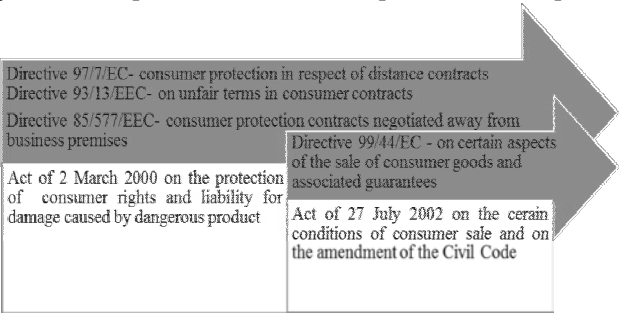 Directive 97/7/EC- consumer protection in respect of distance contracts
Directive 93/13/EEC- on unfair terms in consumer contracts
Directive 85/577/EEC- consumer protection contracts negotiated away from
business premises
Act of 2 March 2000 on the protection
of consumer rights and liability for
damage caused by dangerous product
Directive 99/44/EC - on certain aspects
of the sale of consumer goods and
associated guarantees
Act of 27 July 2002 on the cerain
conditions of consumer sale and on
the amendment of the Civil Code